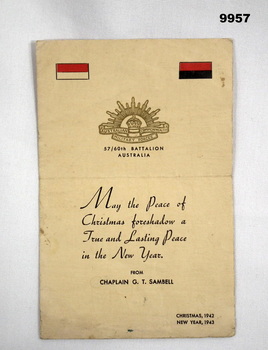 9957
57/60th BATTALION
AUSTRALIA
May the Peace of
Christmas foreshadow a
True and Lasting Peace
in the New Year.
FROM
CHAPLAIN G. T. SAMBELL
CHRISTMAS, 1942
NEW YEAR, 1943